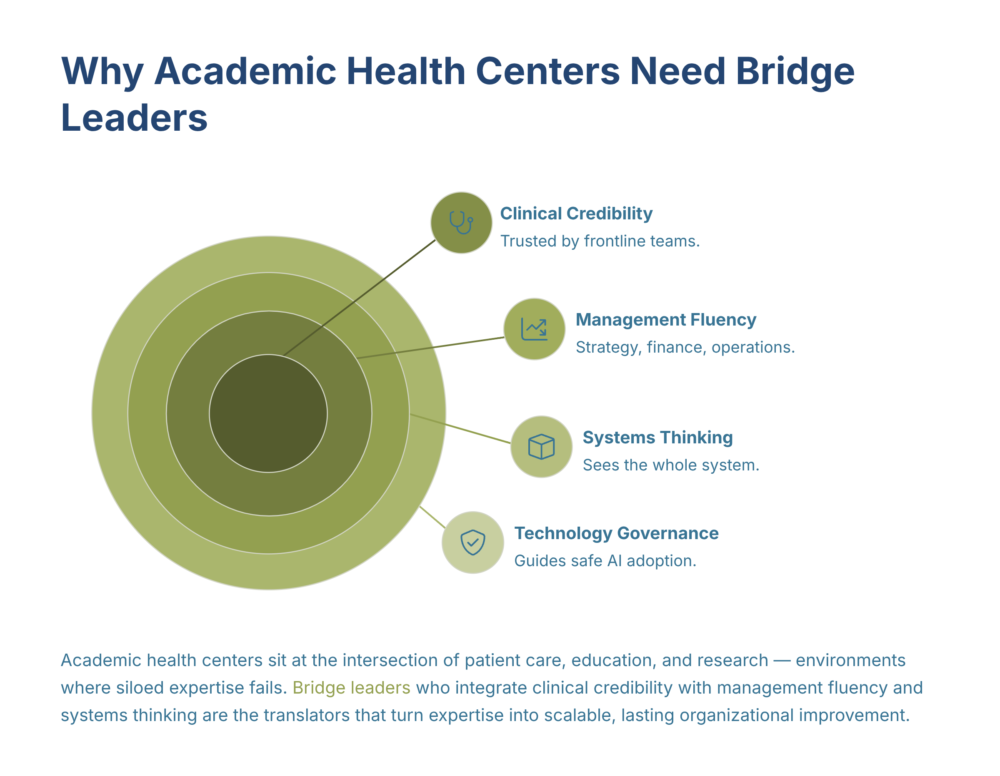 Why Academic Health Centers Need Bridge
Leaders
Clinical Credibility
Trusted by frontline teams.
Management Fluency
Strategy, finance, operations.
Systems Thinking
Sees the whole system.
Technology Governance
Guides safe AI adoption.
Academic health centers sit at the intersection of patient care, education, and research — environments
where siloed expertise fails. Bridge leaders who integrate clinical credibility with management fluency and
systems thinking are the translators that turn expertise into scalable, lasting organizational improvement.